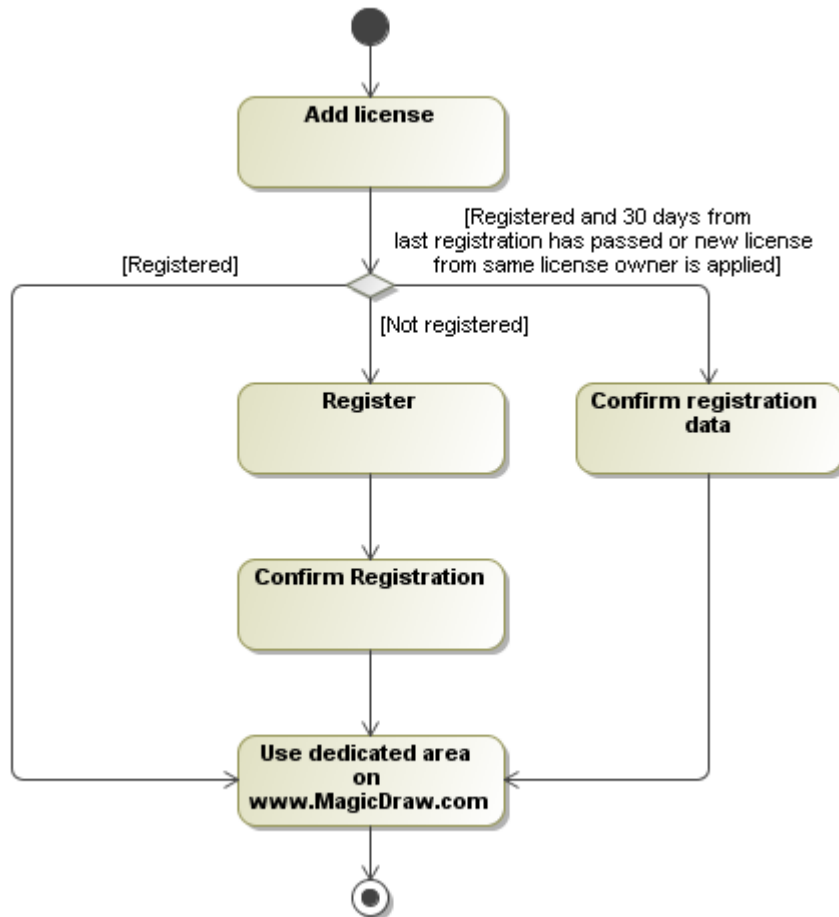 Add license
[Registered and 30 days from
last registration has passed or new license
from same license owner is applied]
[Registered]
[Not registered]
Register
Confirm registration
data
Confirm Registration
Use dedicated area
on
www.MagicDraw.com